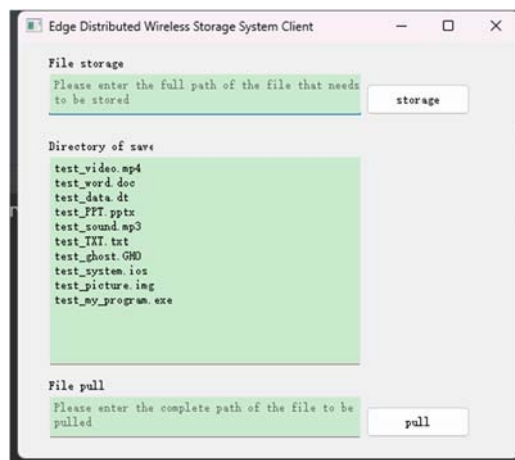 Edge Distributed Wireless Storage System Client
File storage
Please enter the full path of the file that needs
to be stored
storage
Directory of save
test_video.mp4
test_word.doc
test_data.dt
test_PPT.pptx
test_sound.mp3
test_TXT.txt
test_ghost.GHO
test_system.ios
test_picture.img
test_my_program.exe
File pull
Please enter the complete path of the file to be
pulled
pull